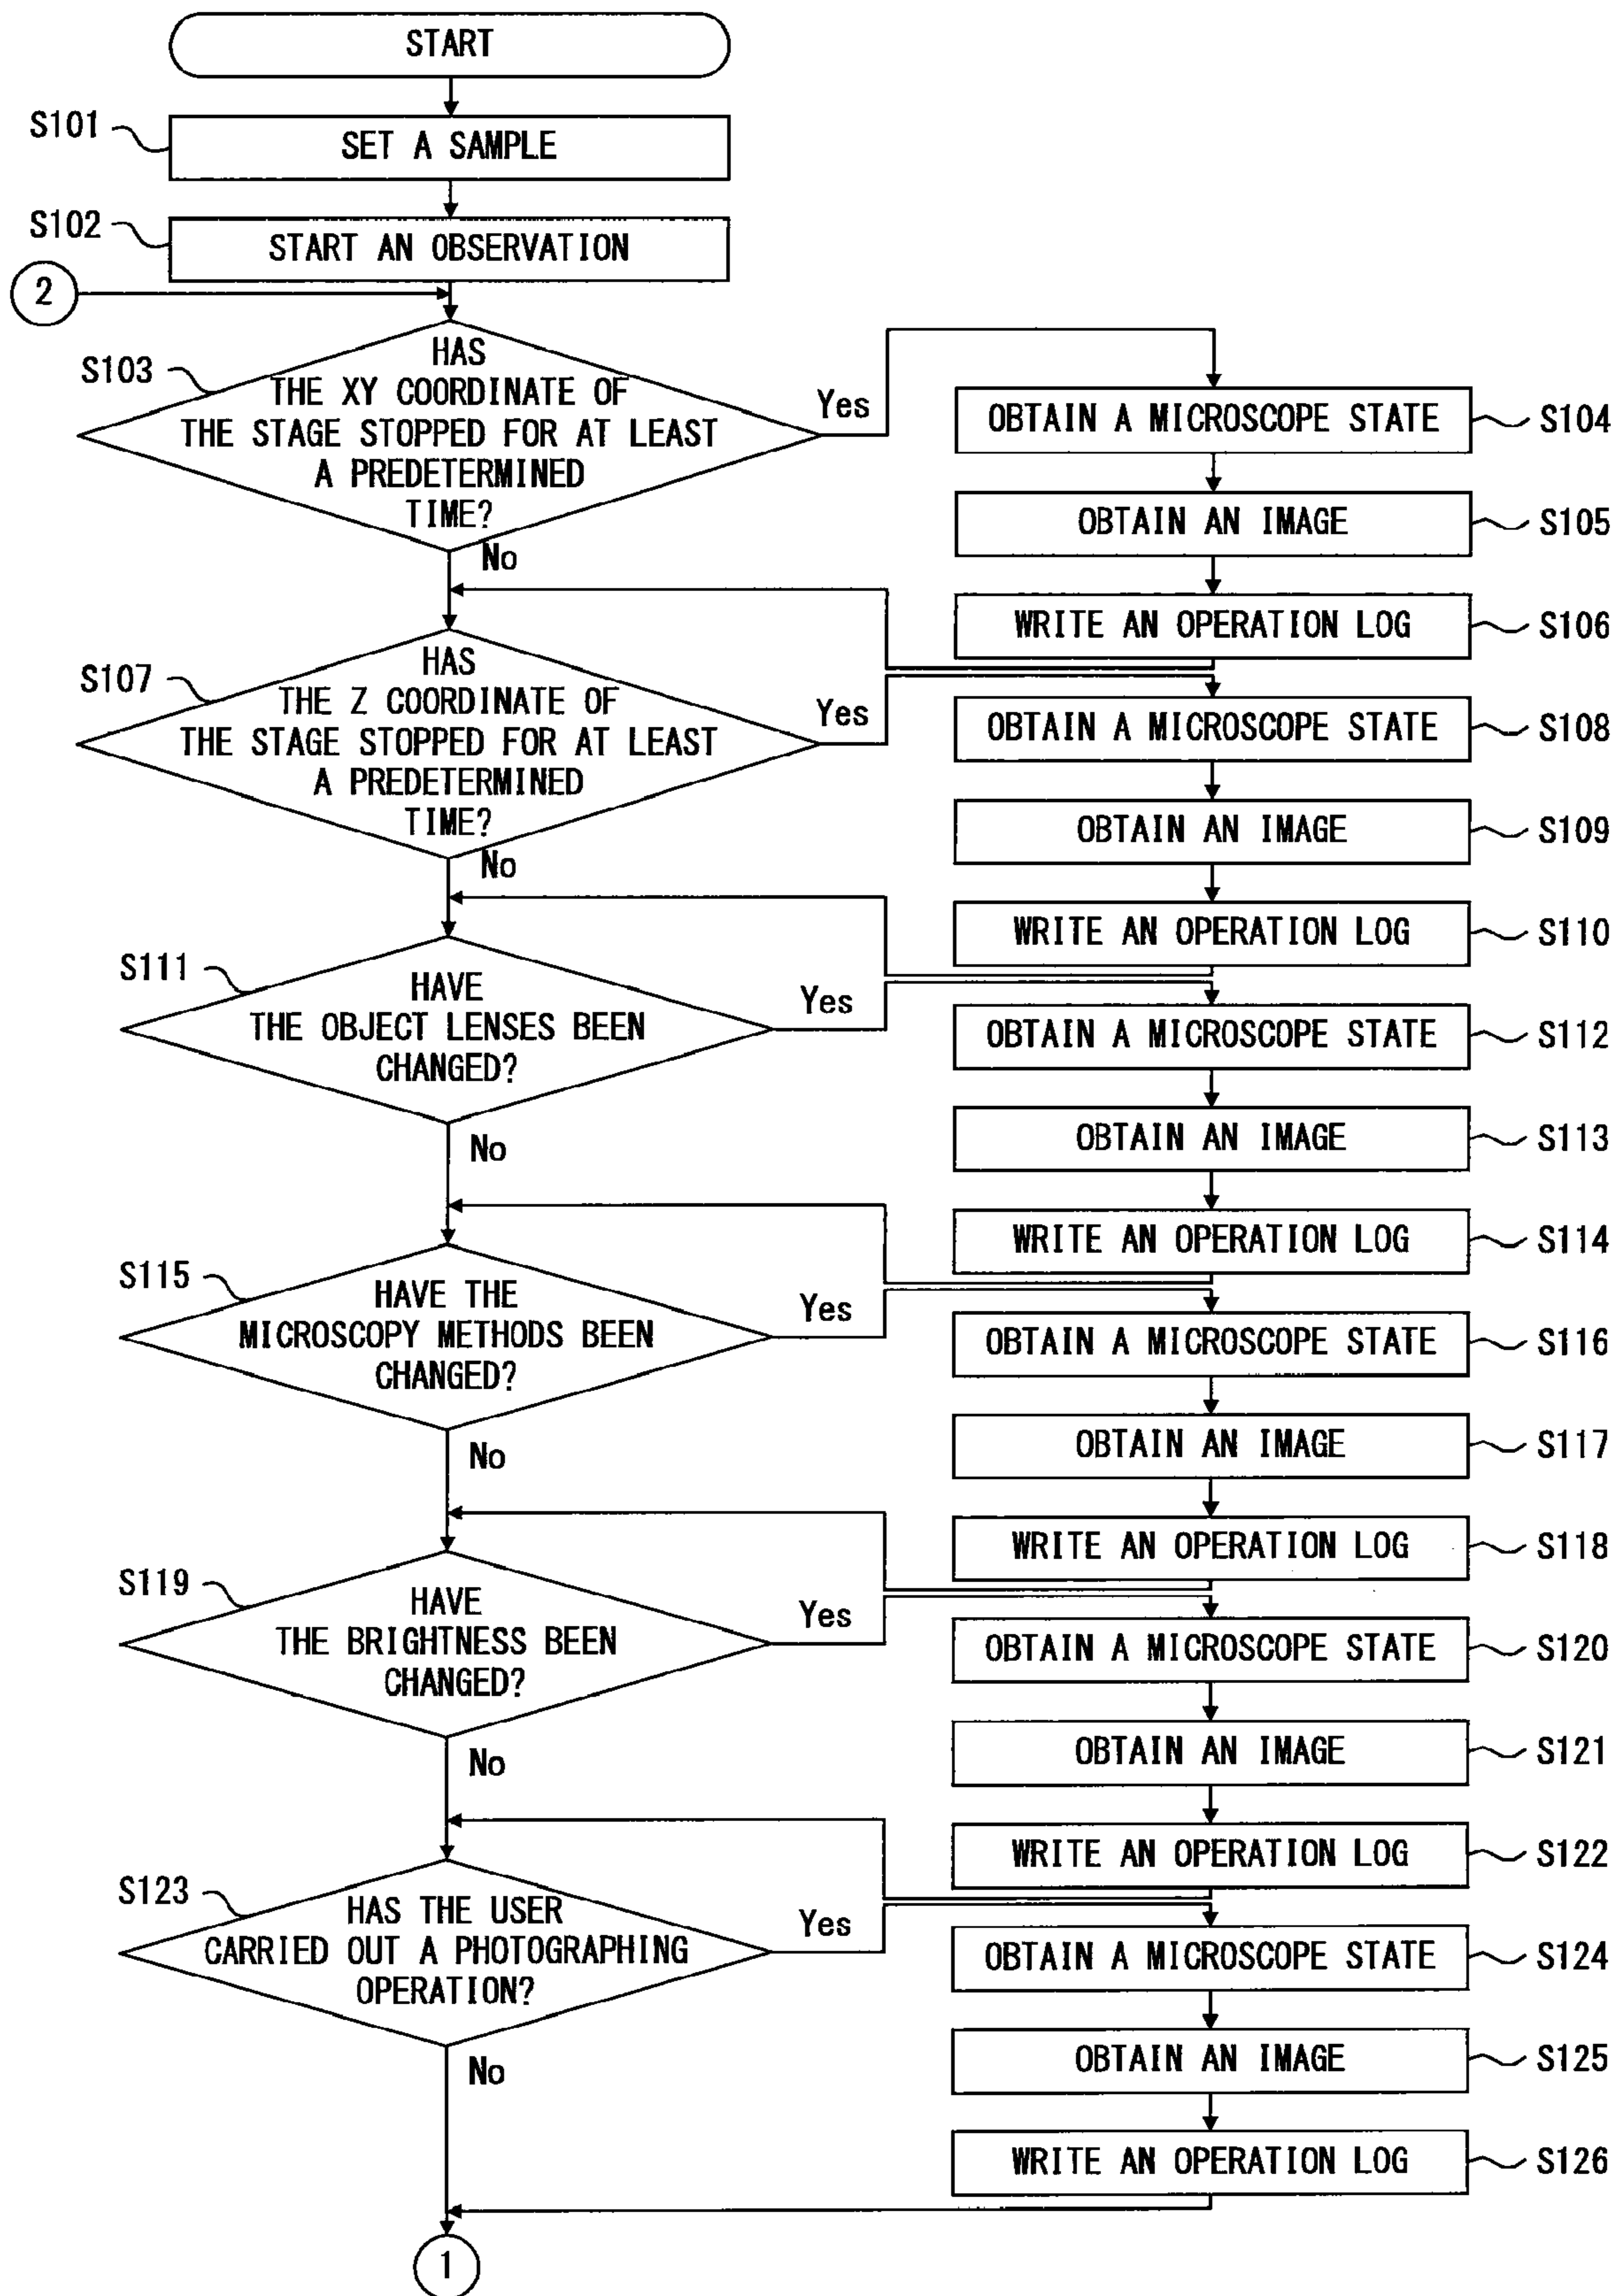 START
S101
SET A SAMPLE
S102
START AN OBSERVATION
2
S103
HAS
THE XY COORDINATE OF
THE STAGE STOPPED FOR AT LEAST
A PREDETERMINED
TIME?
Yes
No
OBTAIN A MICROSCOPE STATE
S104
OBTAIN AN IMAGE
S105
WRITE AN OPERATION LOG
S106
S107
HAS
THE Z COORDINATE OF
THE STAGE STOPPED FOR AT LEAST
A PREDETERMINED
TIME?
Yes
No
OBTAIN A MICROSCOPE STATE
S108
OBTAIN AN IMAGE
S109
WRITE AN OPERATION LOG
S110
S111
HAVE
THE OBJECT LENSES BEEN
CHANGED?
Yes
No
OBTAIN A MICROSCOPE STATE
S112
OBTAIN AN IMAGE
S113
WRITE AN OPERATION LOG
S114
S115
HAVE THE
MICROSCOPY METHODS BEEN
CHANGED?
Yes
No
OBTAIN A MICROSCOPE STATE
S116
OBTAIN AN IMAGE
S117
WRITE AN OPERATION LOG
S118
S119
HAVE
THE BRIGHTNESS BEEN
CHANGED?
Yes
No
OBTAIN A MICROSCOPE STATE
S120
OBTAIN AN IMAGE
S121
WRITE AN OPERATION LOG
S122
S123
HAS THE USER
CARRIED OUT A PHOTOGRAPHING
OPERATION?
Yes
No
OBTAIN A MICROSCOPE STATE
S124
OBTAIN AN IMAGE
S125
WRITE AN OPERATION LOG
S126
1